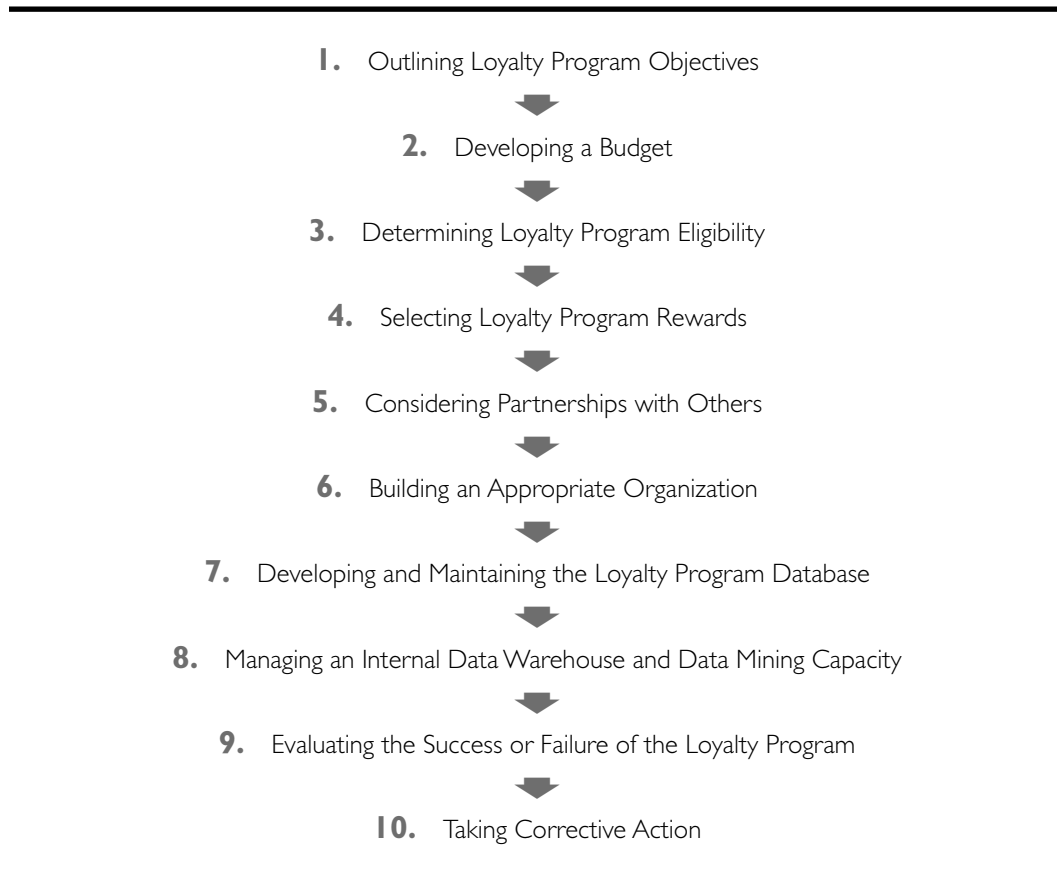 1. Outlining Loyalty Program Objectives
2. Developing a Budget
3. Determining Loyalty Program Eligibility
4. Selecting Loyalty Program Rewards
5. Considering Partnerships with Others
6. Building an Appropriate Organization
7. Developing and Maintaining the Loyalty Program Database
8. Managing an Internal Data Warehouse and Data Mining Capacity
9. Evaluating the Success or Failure of the Loyalty Program
10. Taking Corrective Action